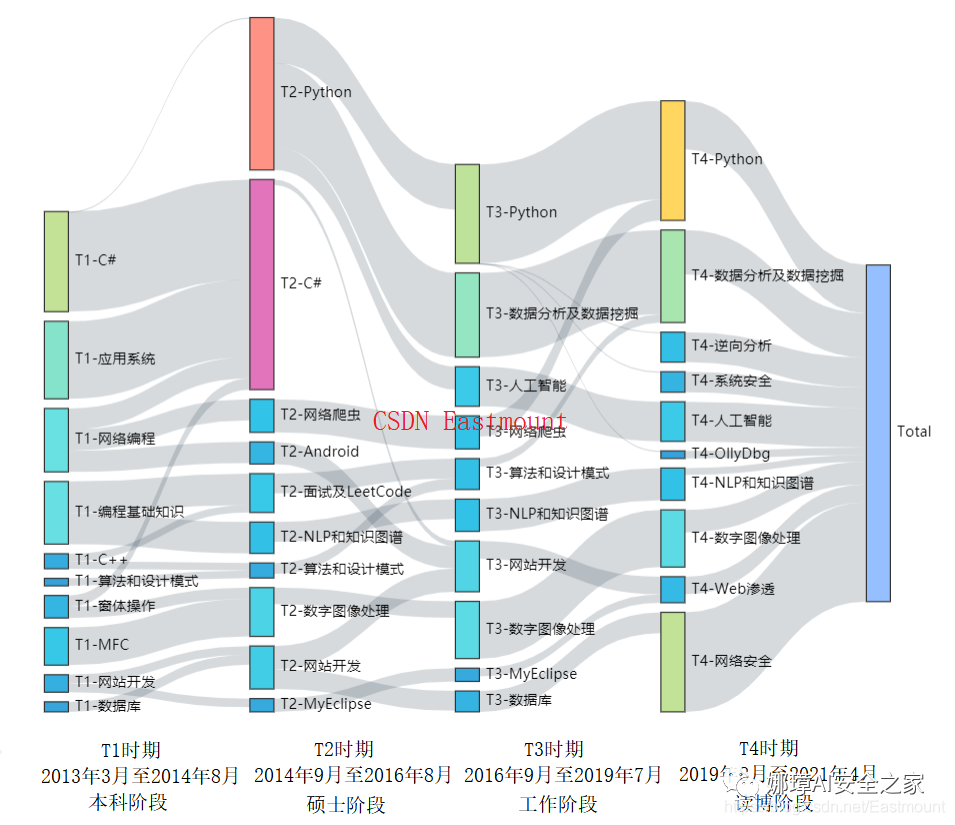 T2-Python
T1-C#
T1-应用系统
T1-网络编程
T1-编程基础知识
T1-C++
T1-算法和设计模式
T1-窗体操作
T1-MFC
T1-网站开发
T1-数据库
T2-C#
T2-网络爬虫
T2-Android
T2-面试及LeetCode
T2-NLP和知识图谱
T2-算法和设计模式
T2-数字图像处理
T2-网站开发
T2-MyEclipse
T3-Python
T3-数据分析及数据挖掘
T3-人工智能
CSDN Eastmount
T3-网络爬虫
T3-算法和设计模式
T3-NLP和知识图谱
T3-网站开发
T3-数字图像处理
T3-MyEclipse
T3-数据库
T4-Python
T4-数据分析及数据挖掘
T4-逆向分析
T4-系统安全
T4-人工智能
T4-OllyDbg
T4-NLP和知识图谱
T4-数字图像处理
T4-Web渗透
T4-网络安全
Total
T1时期
2013年3月至2014年8月
本科阶段
T2时期
2014年9月至2016年8月
硕士阶段
T3时期
2016年9月至2019年7月
工作阶段
T4时期
2019年 月至2021年4月
读博阶段
娜璋AI安全之家
csdn.net/Eastmount